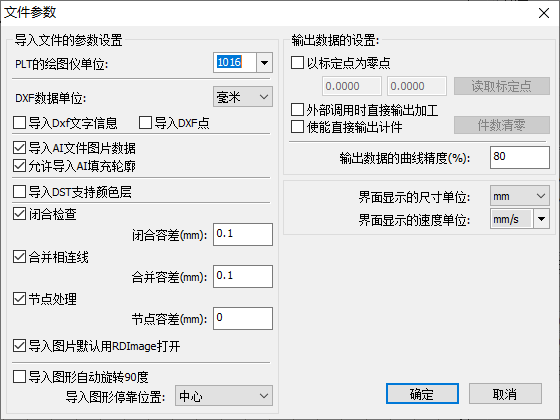 文件参数
导入文件的参数设置
PLT的绘图仪单位: 1016
DXF数据单位: 毫米
导入Dxf文字信息 导入DXF点
导入AI文件图片数据
允许导入AI填充轮廓
导入DST支持颜色层
闭合检查
闭合容差(mm): 0.1
合并相连线
合并容差(mm): 0.1
节点处理
节点容差(mm): 0
导入图片默认用RDImage打开
导入图形自动旋转90度
导入图形停靠位置: 中心
输出数据的设置:
以标定点为零点
0.0000 0.0000 读取标定点
外部调用时直接输出加工
使能直接输出计件 件数清零
输出数据的曲线精度(%): 80
界面显示的尺寸单位: mm
界面显示的速度单位: mm/s
确定 取消